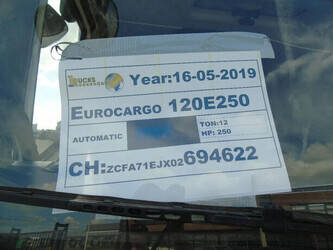 TRUCKS Year:16-05-2019
EUROCARGO 120E250
AUTOMATIC
TON:12
HP: 250
CH:ZCFA71EJX02694622